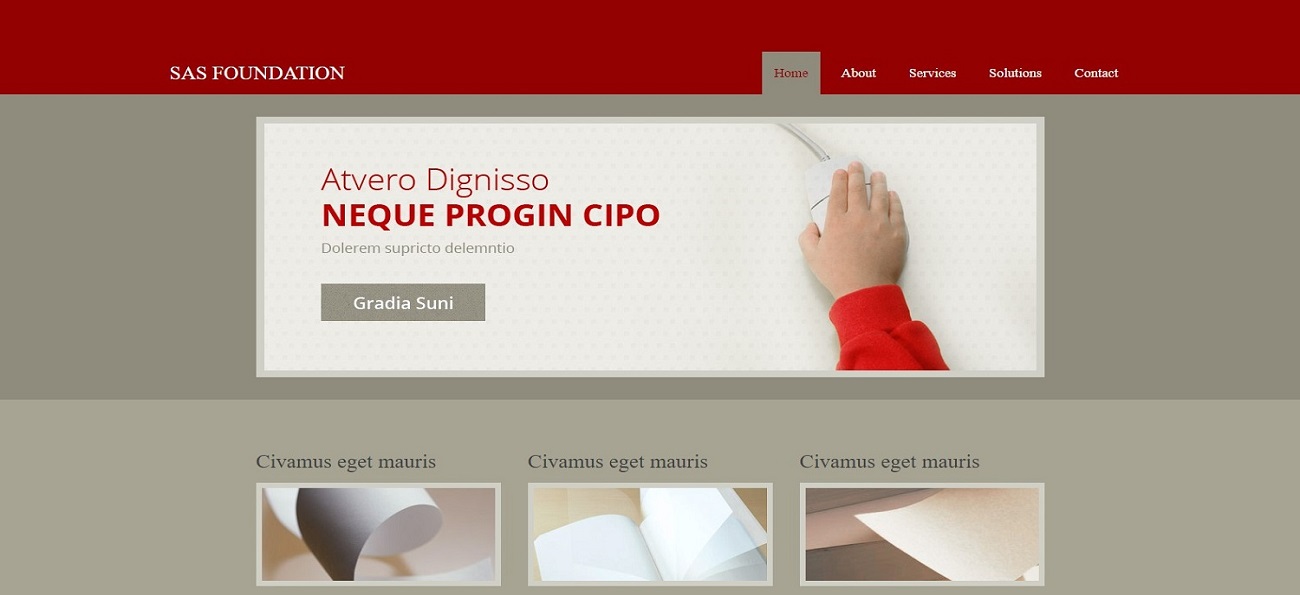 SAS FOUNDATION
Home About Services Solutions Contact
Atvero Dignisso
NEQUE PROGIN CIPO
Dolerem supricto delemntio
Gradia Suni
Civamus eget mauris
Civamus eget mauris
Civamus eget mauris